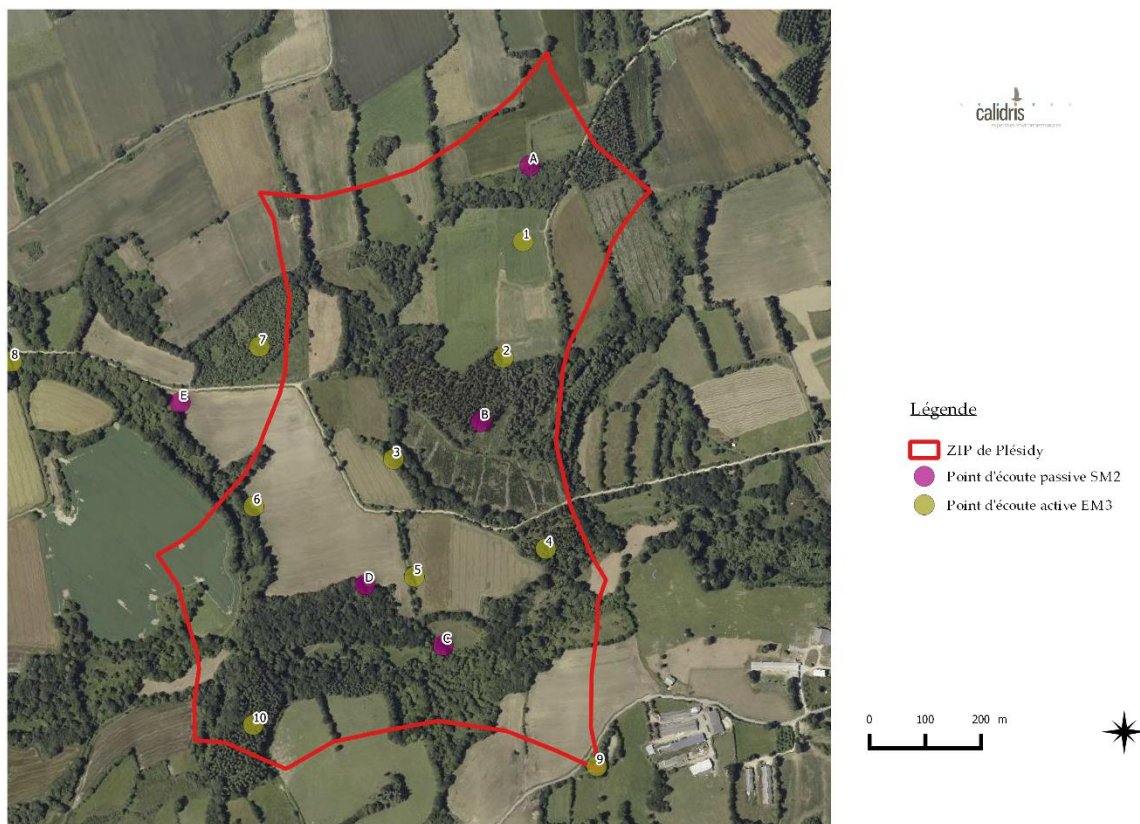 calidris
A
1
7
2
8
E
B
3
6
4
5
D
C
10
9
Légende
ZIP de Plésidy
Point d'écoute passive SM2
Point d'écoute active EM3
0 100 200 m